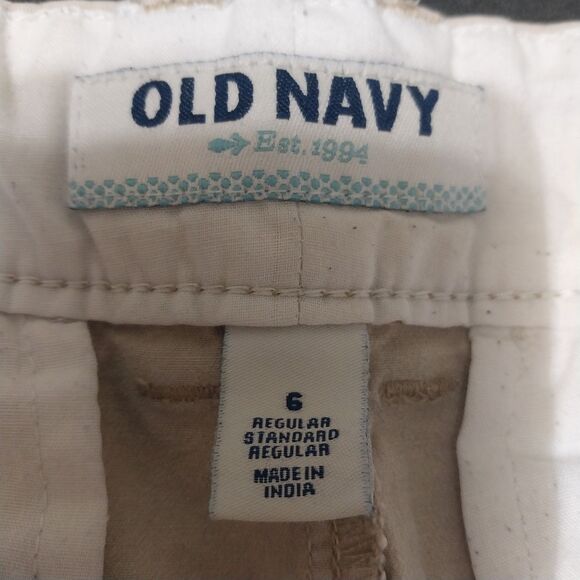 OLD NAVY
Est. 1994
6
REGULAR
STANDARD
REGULAR
MADE IN
INDIA